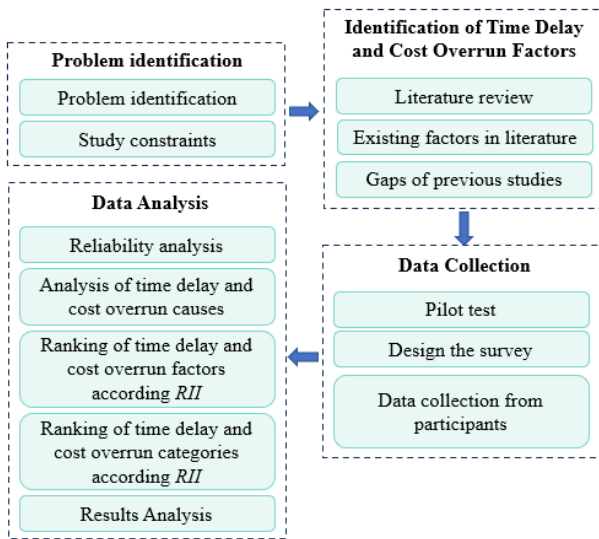 Problem identification
Problem identification
Study constraints
Identification of Time Delay
and Cost Overrun Factors
Literature review
Existing factors in literature
Gaps of previous studies
Data Collection
Pilot test
Design the survey
Data collection from
participants
Data Analysis
Reliability analysis
Analysis of time delay and
cost overrun causes
Ranking of time delay and
cost overrun factors
according RII
Ranking of time delay and
cost overrun categories
according RII
Results Analysis